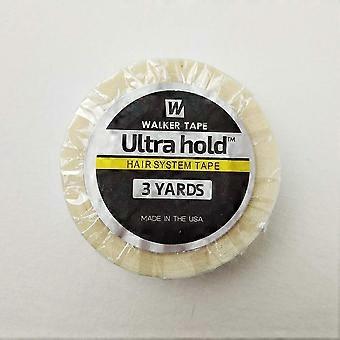 W
WALKER TAPE
Ultra hold™
HAIR SYSTEM TAPE
3 YARDS
MADE IN THE USA